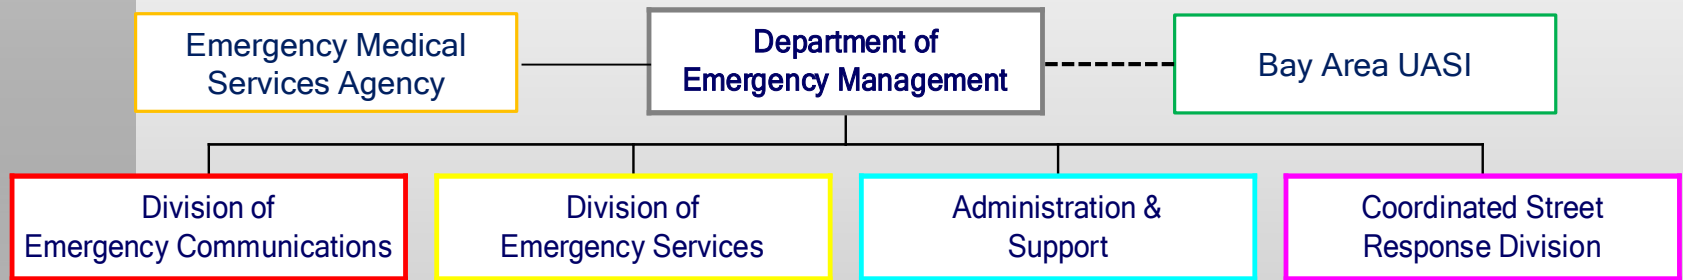 Emergency Medical
Services Agency
Department of
Emergency Management
Bay Area UASI
Division of
Emergency Communications
Division of
Emergency Services
Administration &
Support
Coordinated Street
Response Division